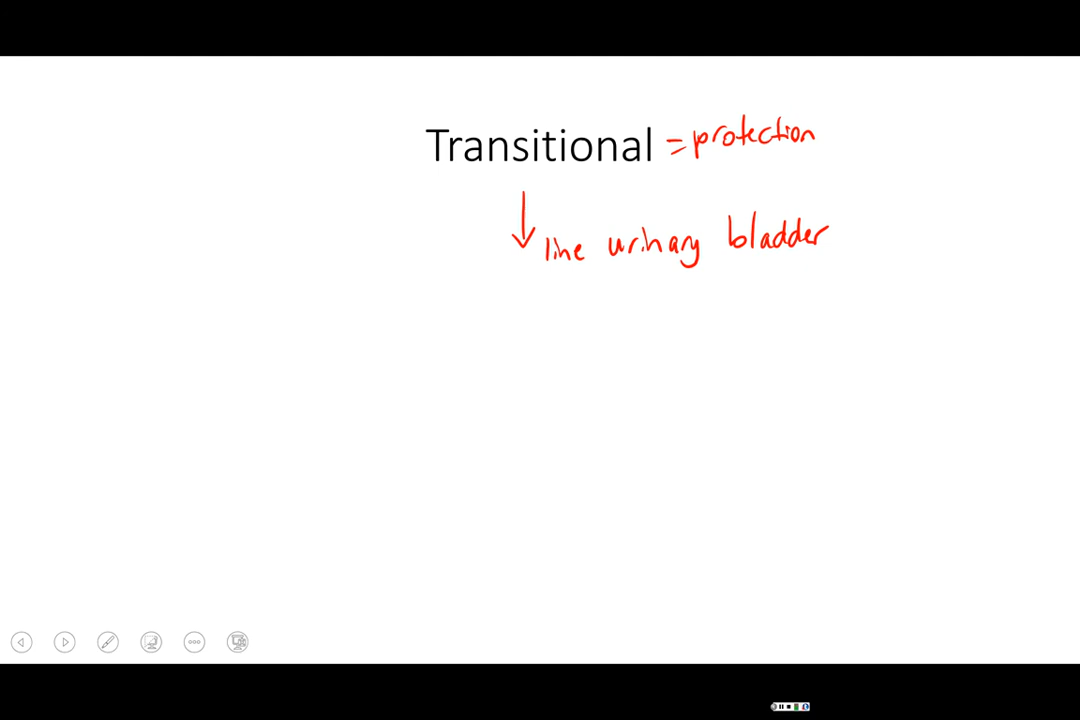 Transitional = protection
↓ line urinary bladder